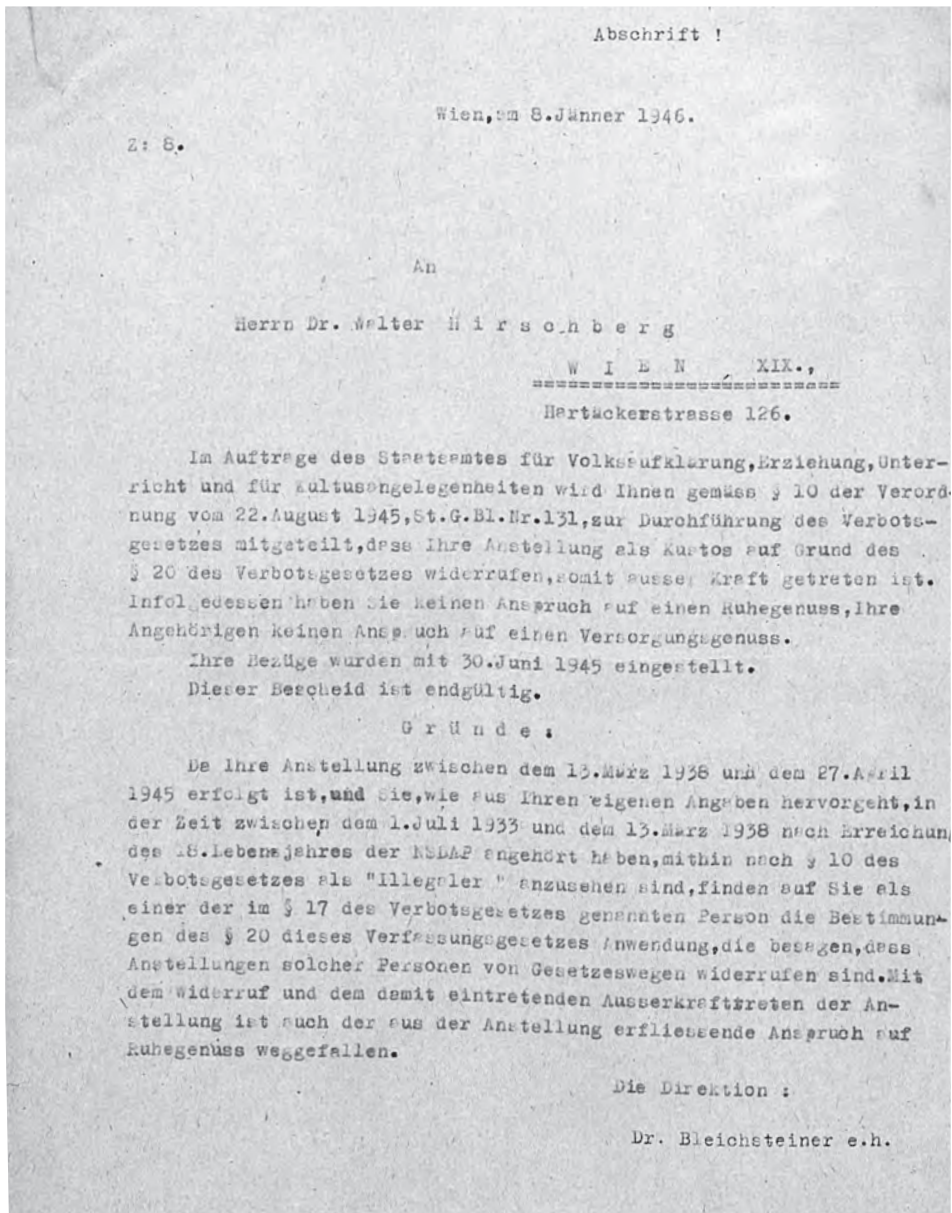 Abschrift !
Wien,am 8.Jänner 1946.
Z: 8.
An
Herrn Dr. Walter H i r s c h b e r g
W I E N , XIX.,
===========================
Hartäckerstrasse 126.
Im Auftrage des Staatsamtes für Volksaufklärung,Erziehung,Unter-
richt und für Kultusangelegenheiten wird Ihnen gemäss § 10 der Verord-
nung vom 22.August 1945,St.G.Bl.Nr.131,zur Durchführung des Verbots-
gesetzes mitgeteilt,dass Ihre Anstellung als Kustos auf Grund des
§ 20 des Verbotsgesetzes widerrufen,somit ausser Kraft getreten ist.
Infolgedessen haben Sie keinen Anspruch auf einen Ruhegenuss,Ihre
Angehörigen keinen Anspruch auf einen Versorgungsgenuss.
Ihre Bezüge wurden mit 30.Juni 1945 eingestellt.
Dieser Bescheid ist endgültig.
G r ü n d e :
Da Ihre Anstellung zwischen dem 13.März 1938 und dem 27.April
1945 erfolgt ist,und Sie,wie aus Ihren eigenen Angaben hervorgeht,in
der Zeit zwischen dem 1.Juli 1933 und dem 13.März 1938 nach Erreichung
des 18.Lebensjahres der NSDAP angehört haben,mithin nach § 10 des
Verbotsgesetzes als "Illegaler " anzusehen sind,finden auf Sie als
einer der im § 17 des Verbotsgesetzes genannten Person die Bestimmun-
gen des § 20 dieses Verfassungsgesetzes Anwendung,die besagen,dass
Anstellungen solcher Personen von Gesetzeswegen widerrufen sind.Mit
dem Widerruf und dem damit eintretenden Ausserkrafttreten der An-
stellung ist auch der aus der Anstellung erfliessende Anspruch auf
Ruhegenuss weggefallen.
Die Direktion :
Dr. Bleichsteiner e.h.